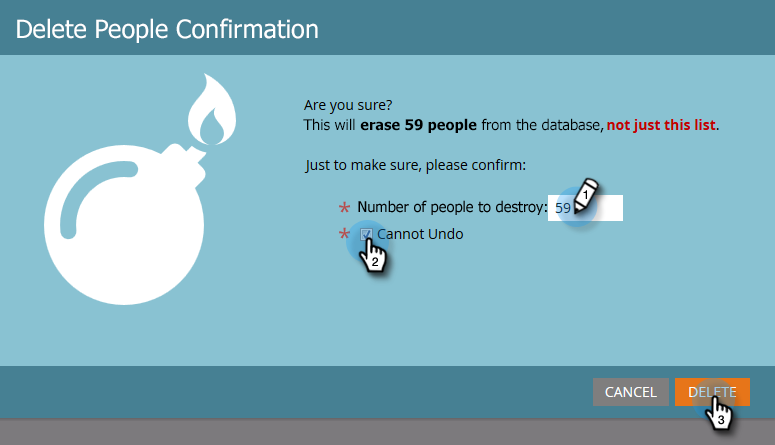 Delete People Confirmation
Are you sure?
This will erase 59 people from the database, not just this list.
Just to make sure, please confirm:
* Number of people to destroy: 59 1
* Cannot Undo
2
CANCEL DELETE
3